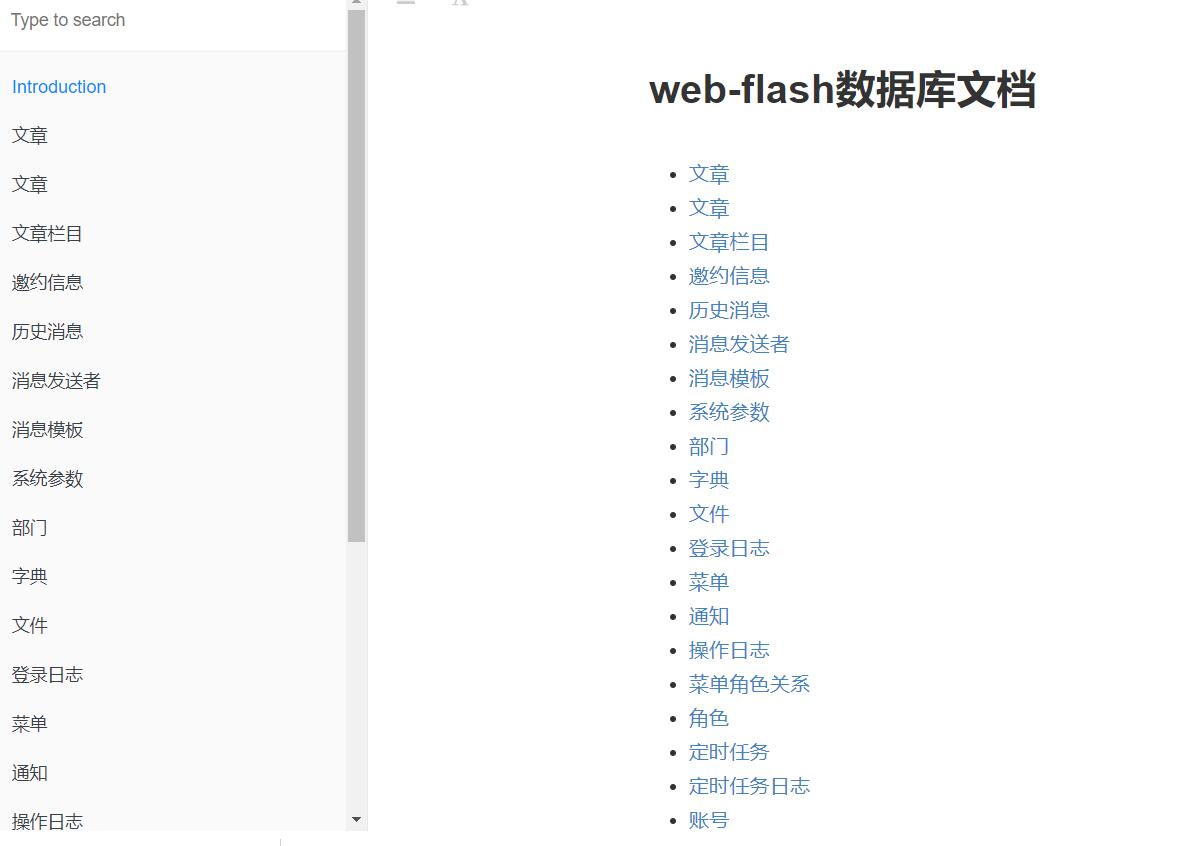 Type to search
Introduction
文章
文章
文章栏目
邀约信息
历史消息
消息发送者
消息模板
系统参数
部门
字典
文件
登录日志
菜单
通知
操作日志
web-flash数据库文档
文章
文章
文章栏目
邀约信息
历史消息
消息发送者
消息模板
系统参数
部门
字典
文件
登录日志
菜单
通知
操作日志
菜单角色关系
角色
定时任务
定时任务日志
账号